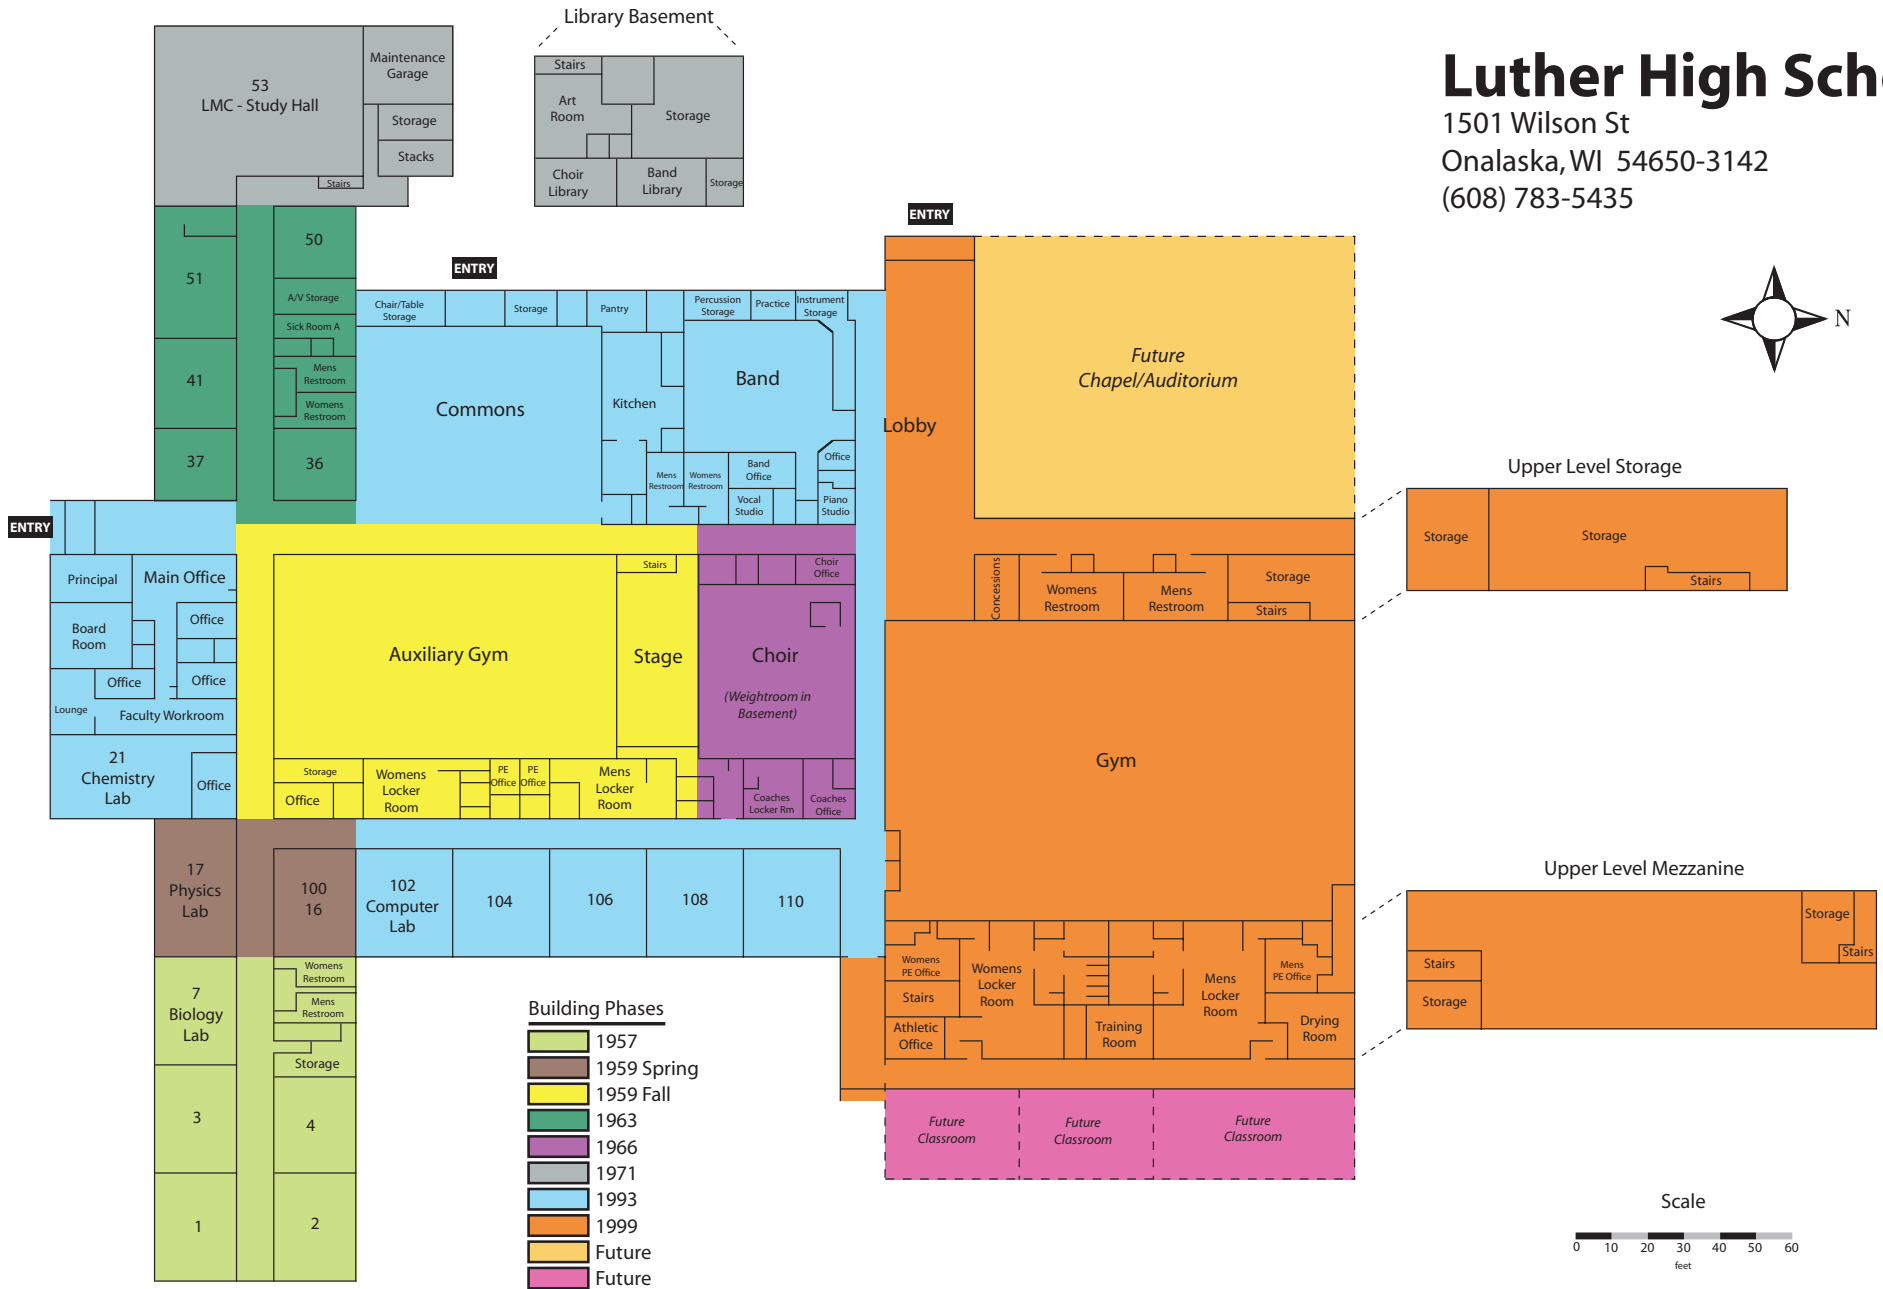 Library Basement
Luther High Sch
1501 Wilson St
Onalaska, WI 54650-3142
(608) 783-5435
N
53
LMC - Study Hall
Maintenance
Garage
Storage
Stacks
Stairs
Stairs
Art
Room
Storage
Choir
Library
Band
Library
Storage
ENTRY
ENTRY
ENTRY
51
50
A/V Storage
Sick Room A
41
Mens
Restroom
Womens
Restroom
37
36
Chair/Table
Storage
Storage
Pantry
Percussion
Storage
Practice
Instrument
Storage
Commons
Kitchen
Band
Mens
Restroom
Womens
Restroom
Band
Office
Office
Vocal
Studio
Piano
Studio
Lobby
Future
Chapel/Auditorium
Upper Level Storage
Storage
Storage
Stairs
Principal
Main Office
Board
Room
Office
Office
Office
Lounge
Faculty Workroom
21
Chemistry
Lab
Office
Auxiliary Gym
Stairs
Stage
Choir
Office
Choir
(Weightroom in
Basement)
Storage
Office
Womens
Locker
Room
PE
Office
PE
Office
Mens
Locker
Room
Coaches
Locker Rm
Coaches
Office
Concessions
Womens
Restroom
Mens
Restroom
Storage
Stairs
Gym
17
Physics
Lab
100
16
102
Computer
Lab
104
106
108
110
Upper Level Mezzanine
Storage
Stairs
Stairs
Storage
Womens
PE Office
Stairs
Athletic
Office
Womens
Locker
Room
Training
Room
Mens
Locker
Room
Mens
PE Office
Drying
Room
7
Biology
Lab
Womens
Restroom
Mens
Restroom
Storage
3
4
1
2
Future
Classroom
Future
Classroom
Future
Classroom
Building Phases
1957
1959 Spring
1959 Fall
1963
1966
1971
1993
1999
Future
Future
Scale
0 10 20 30 40 50 60
feet